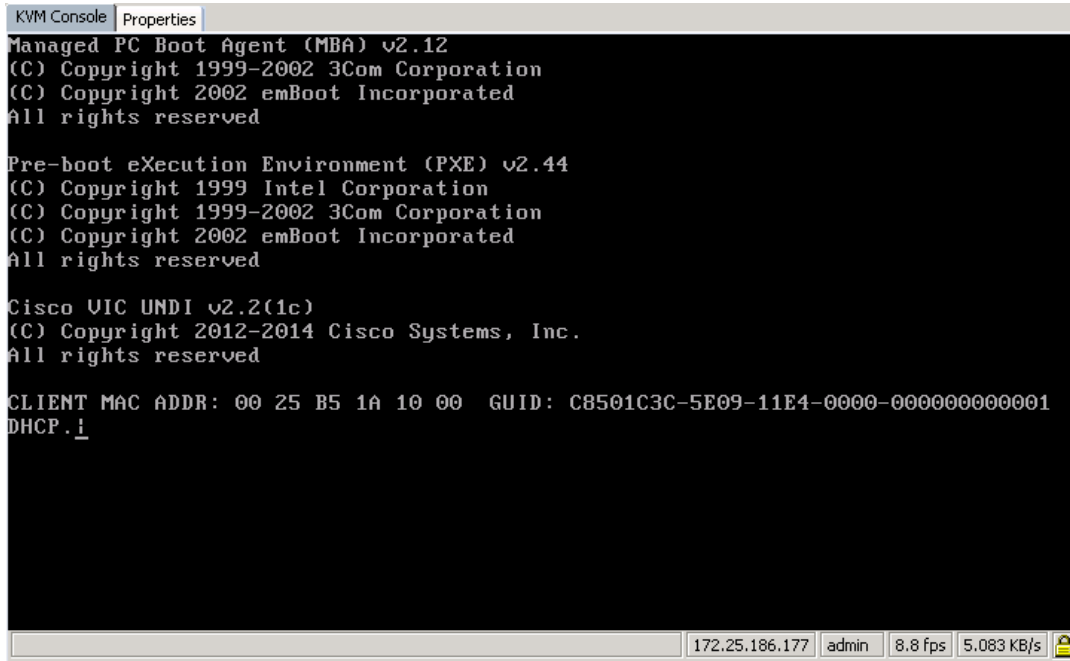 KVM Console Properties
Managed PC Boot Agent (MBA) v2.12
(C) Copyright 1999-2002 3Com Corporation
(C) Copyright 2002 emBoot Incorporated
All rights reserved
Pre-boot eXecution Environment (PXE) v2.44
(C) Copyright 1999 Intel Corporation
(C) Copyright 1999-2002 3Com Corporation
(C) Copyright 2002 emBoot Incorporated
All rights reserved
Cisco VIC UNDI v2.2(1c)
(C) Copyright 2012-2014 Cisco Systems, Inc.
All rights reserved
CLIENT MAC ADDR: 00 25 B5 1A 10 00  GUID: C8501C3C-5E09-11E4-0000-000000000001
DHCP.¦
172.25.186.177 admin 8.8 fps 5.083 KB/s